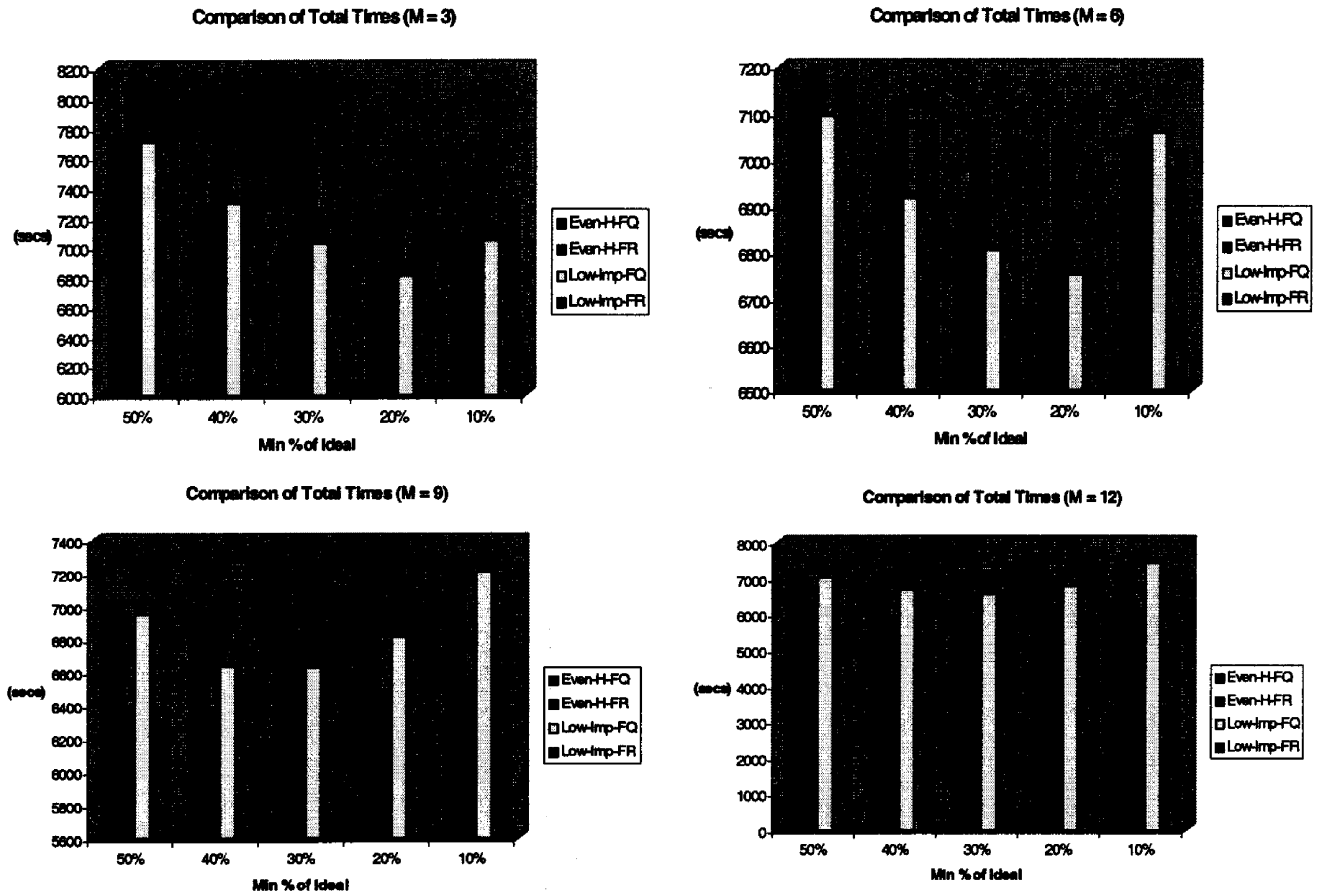 Comparison of Total Times (M = 3)
8200
8000
7800
7600
7400
7200
7000
6800
6600
6400
6200
6000
(secs)
50% 40% 30% 20% 10%
Min % of Ideal
Even-H-FQ
Even-H-FR
Low-Imp-FQ
Low-Imp-FR
Comparison of Total Times (M = 6)
7200
7100
7000
6900
6800
6700
6600
6500
(secs)
50% 40% 30% 20% 10%
Min % of Ideal
Even-H-FQ
Even-H-FR
Low-Imp-FQ
Low-Imp-FR
Comparison of Total Times (M = 9)
7400
7200
7000
6800
6600
6400
6200
6000
5800
5600
(secs)
50% 40% 30% 20% 10%
Min % of Ideal
Even-H-FQ
Even-H-FR
Low-Imp-FQ
Low-Imp-FR
Comparison of Total Times (M = 12)
8000
7000
6000
5000
4000
3000
2000
1000
0
(secs)
50% 40% 30% 20% 10%
Min % of Ideal
Even-H-FQ
Even-H-FR
Low-Imp-FQ
Low-Imp-FR